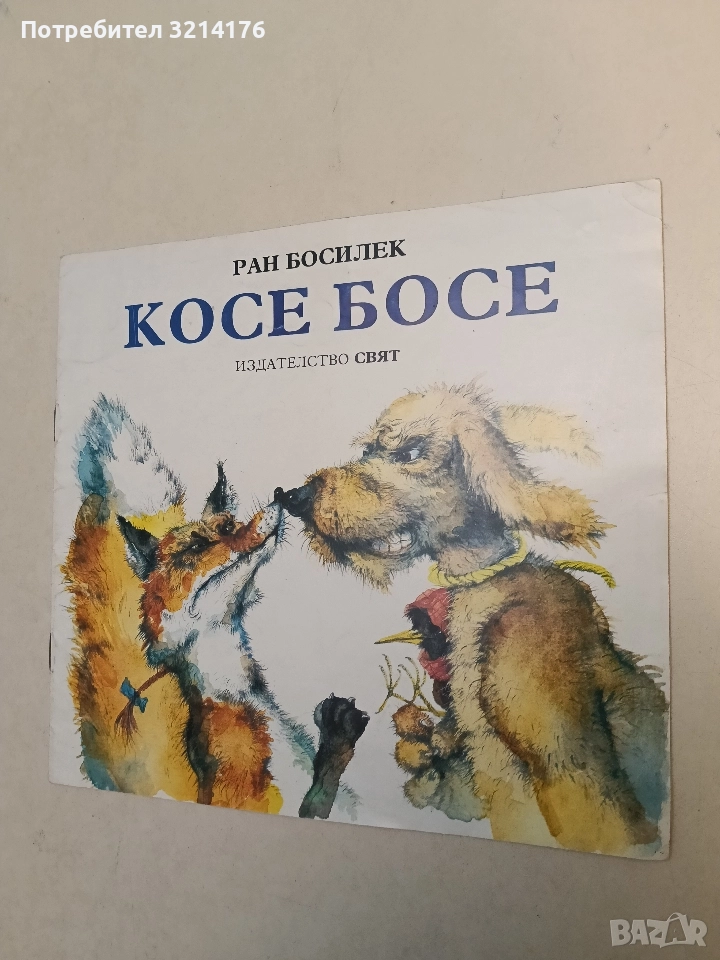 Потребител 3214176
РАН БОСИЛЕК
КОСЕ БОСЕ
ИЗДАТЕЛСТВО СВЯТ
BAZAR